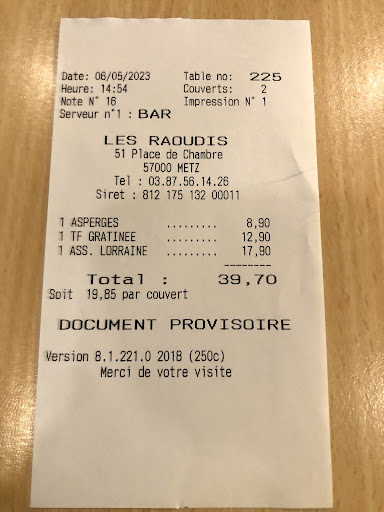 Date: 06/05/2023 Table no: 225
Heure: 14:54 Couverts: 2
Note N° 16 Impression N° 1
Serveur n°1 : BAR
LES RAOUDIS
51 Place de Chambre
57000 METZ
Tel : 03.87.56.14.26
Siret : 812 175 132 00011
1 ASPERGES ......... 8,90
1 TF GRATINEE ......... 12,90
1 ASS. LORRAINE ......... 17,90
--------
Total : 39,70
Soit 19,85 par couvert
DOCUMENT PROVISOIRE
Version 8.1.221.0 2018 (250c)
Merci de votre visite